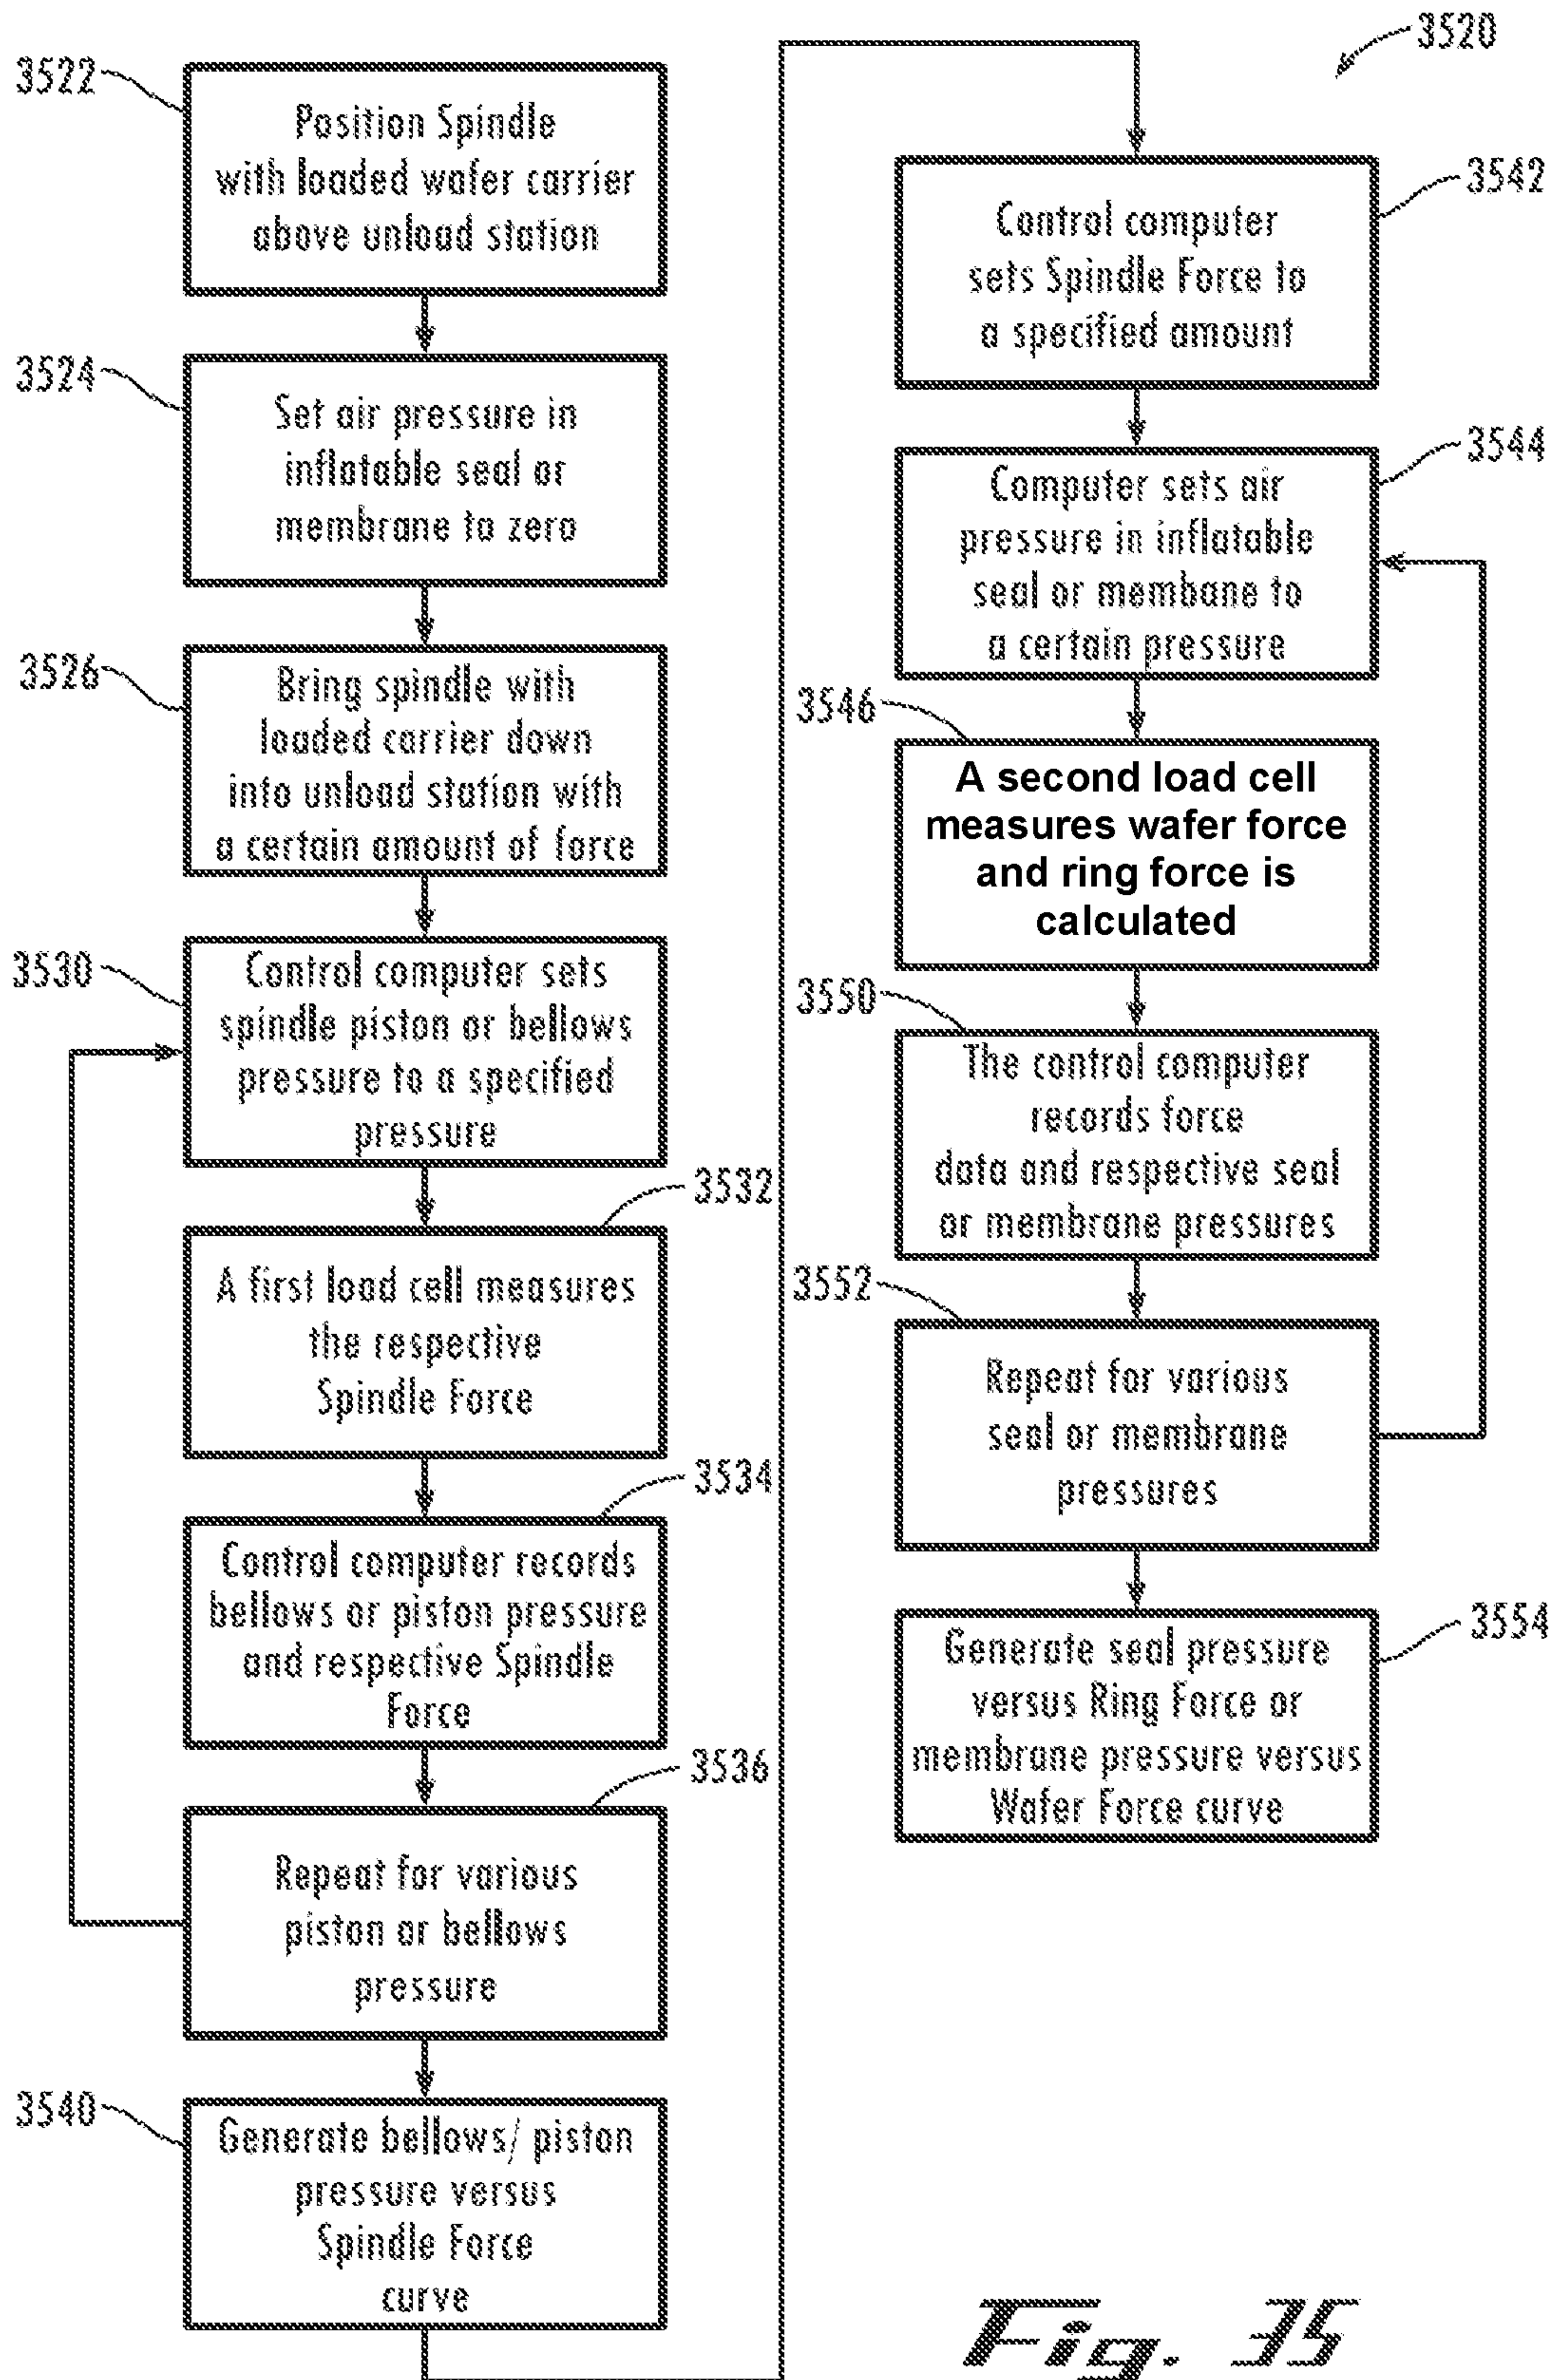 3520
3522
Position Spindle
with loaded wafer carrier
above unload station
3524
Set air pressure in
inflatable seal or
membrane to zero
3526
Bring spindle with
loaded carrier down
into unload station with
a certain amount of force
3530
Control computer sets
spindle piston or bellows
pressure to a specified
pressure
3532
A first load cell measures
the respective
Spindle Force
3534
Control computer records
bellows or piston pressure
and respective Spindle
Force
3536
Repeat for various
piston or bellows
pressure
3540
Generate bellows/ piston
pressure versus
Spindle Force
curve
3542
Control computer
sets Spindle Force to
a specified amount
3544
Computer sets air
pressure in inflatable
seal or membane to
a certain pressure
3546
A second load cell
measures wafer force
and ring force is
calculated
3550
The control computer
records force
data and respective seal
or membrane pressures
3552
Repeat for various
seal or membrane
pressures
3554
Generate seal pressure
versus Ring Force or
membrane pressure versus
Wafer Force curve
Fig. 35